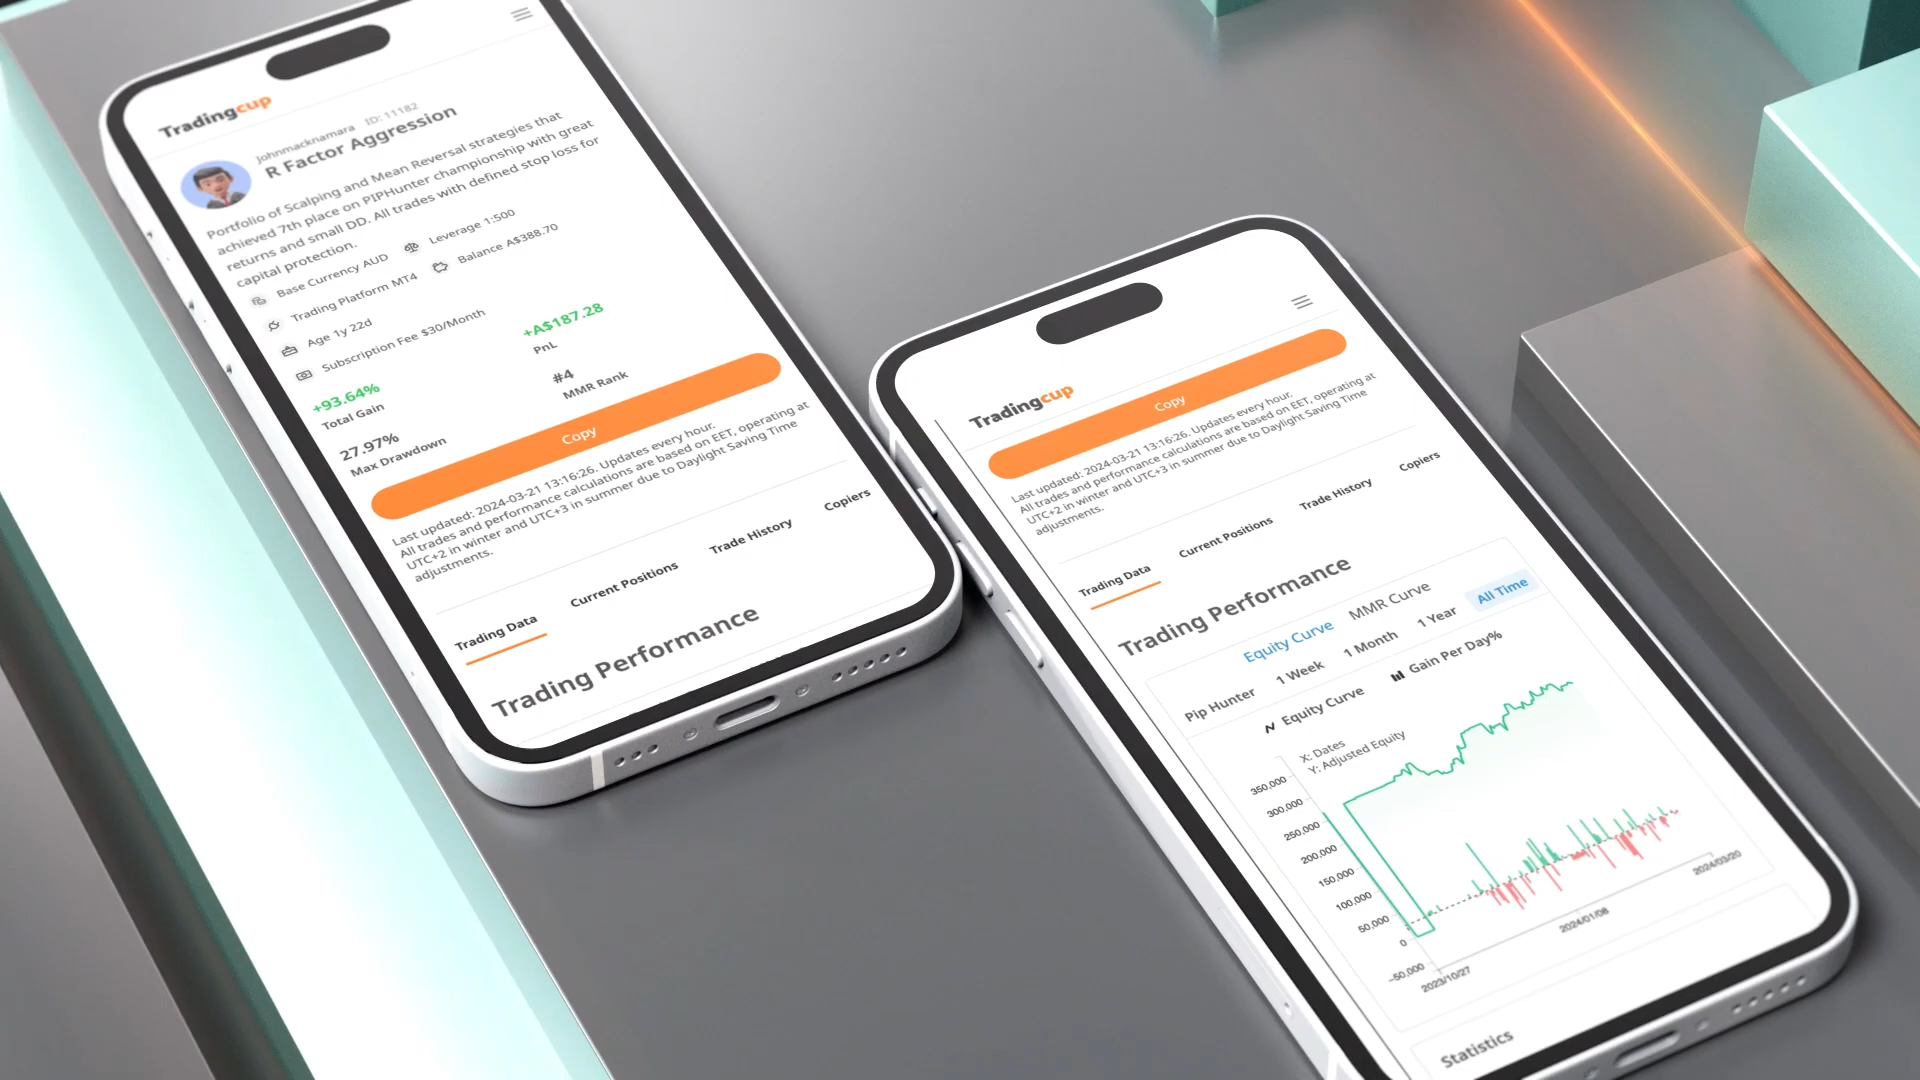 Tradingcup
johnmacknamara ID: 11182
R Factor Aggression
Portfolio of Scalping and Mean Reversal strategies that
achieved 7th place on PIPHunter championship with great
returns and small DD. All trades with defined stop loss for
capital protection.
Base Currency AUD
Leverage 1:500
Trading Platform MT4
Balance A$388.70
Age 1y 22d
Subscription Fee $30/Month
+93.64%
Total Gain
+A$187.28
PnL
27.97%
Max Drawdown
#4
MMR Rank
Copy
Last updated: 2024-03-21 13:16:26. Updates every hour.
All trades and performance calculations are based on EET, operating at
UTC+2 in winter and UTC+3 in summer due to Daylight Saving Time
adjustments.
Trading Data Current Positions Trade History Copiers
Trading Performance
Tradingcup
Copy
Last updated: 2024-03-21 13:16:26. Updates every hour.
All trades and performance calculations are based on EET, operating at
UTC+2 in winter and UTC+3 in summer due to Daylight Saving Time
adjustments.
Trading Data Current Positions Trade History Copiers
Trading Performance
Equity Curve MMR Curve
Pip Hunter 1 Week 1 Month 1 Year All Time
Equity Curve Gain Per Day%
X: Dates
Y: Adjusted Equity
350,000
300,000
250,000
200,000
150,000
100,000
50,000
0
-50,000
2023/10/27 2024/01/08 2024/03/20
Statistics